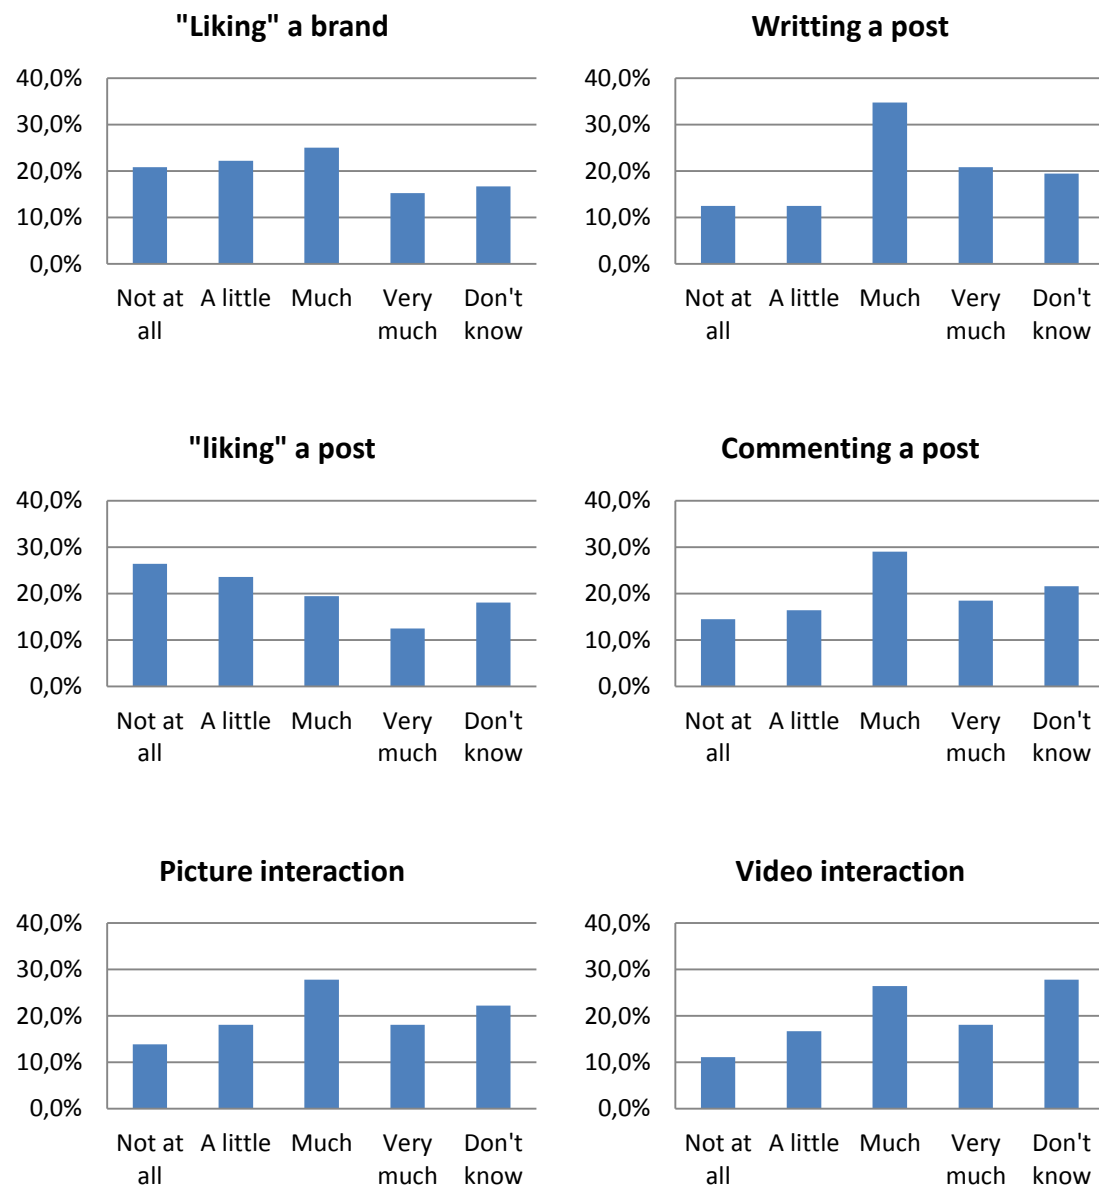 "Liking" a brand
40,0%
30,0%
20,0%
10,0%
0,0%
Not at all
A little
Much
Very much
Don't know
Writting a post
40,0%
30,0%
20,0%
10,0%
0,0%
Not at all
A little
Much
Very much
Don't know
"liking" a post
40,0%
30,0%
20,0%
10,0%
0,0%
Not at all
A little
Much
Very much
Don't know
Commenting a post
40,0%
30,0%
20,0%
10,0%
0,0%
Not at all
A little
Much
Very much
Don't know
Picture interaction
40,0%
30,0%
20,0%
10,0%
0,0%
Not at all
A little
Much
Very much
Don't know
Video interaction
40,0%
30,0%
20,0%
10,0%
0,0%
Not at all
A little
Much
Very much
Don't know